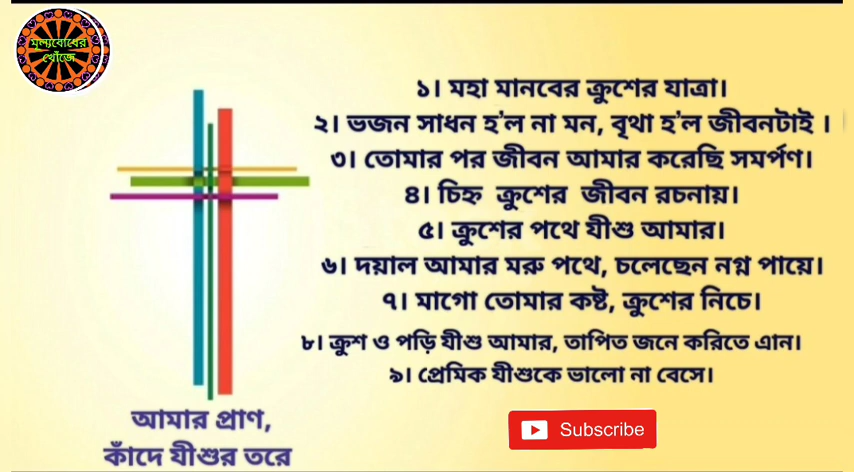 মূল্যবোধের
খোঁজে
১। মহা মানবের ক্রুশের যাত্রা।
২। ভজন সাধন হ'ল না মন, বৃথা হ'ল জীবনটাই ।
৩। তোমার পর জীবন আমার করেছি সমর্পণ।
৪। চিহ্ন ক্রুশের জীবন রচনায়।
৫। ক্রুশের পথে যীশু আমার।
৬। দয়াল আমার মরু পথে, চলেছেন নগ্ন পায়ে।
৭। মাগো তোমার কষ্ট, ক্রুশের নিচে।
৮। ক্রুশ ও পড়ি যীশু আমার, তাপিত জনে করিতে এান।
৯। প্রেমিক যীশুকে ভালো না বেসে।
আমার প্রাণ,
কাঁদে যীশুর তরে
Subscribe